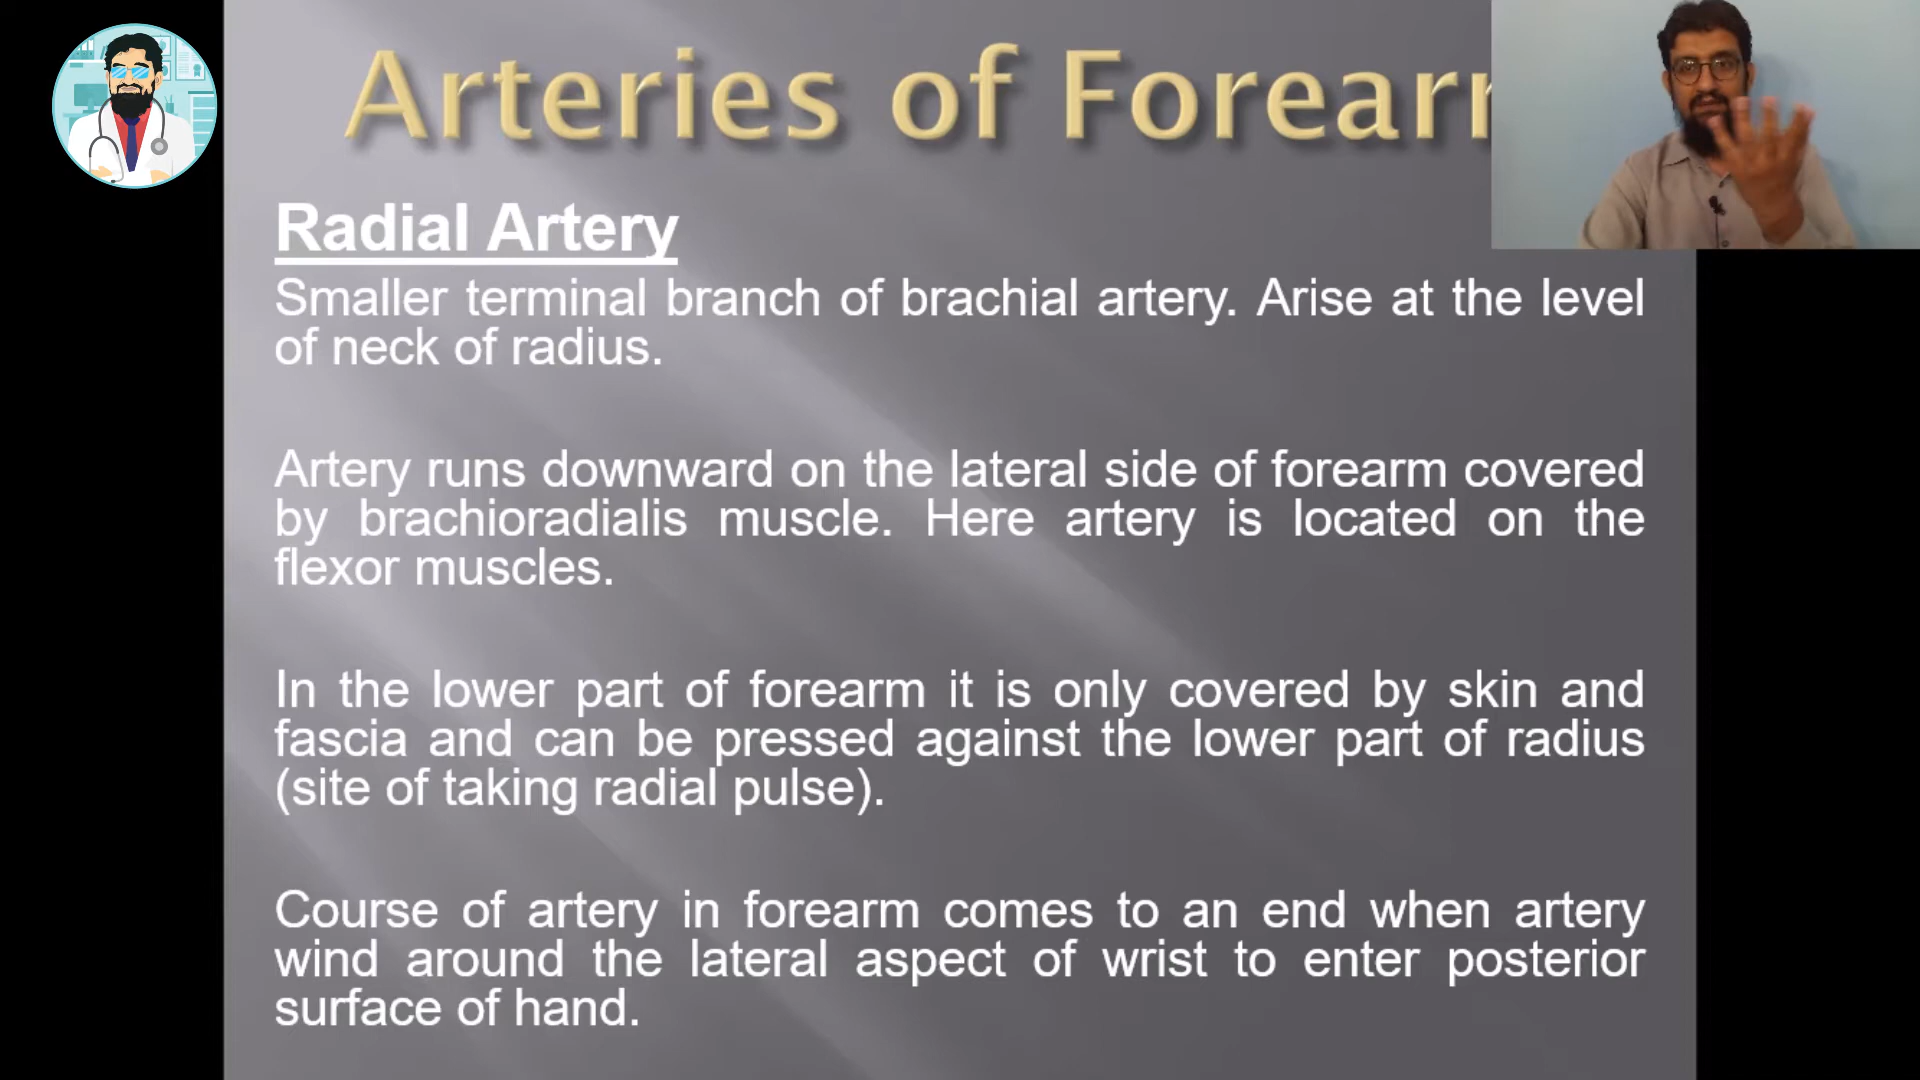 Arteries of Forear
Radial Artery
Smaller terminal branch of brachial artery. Arise at the level
of neck of radius.
Artery runs downward on the lateral side of forearm covered
by brachioradialis muscle. Here artery is located on the
flexor muscles.
In the lower part of forearm it is only covered by skin and
fascia and can be pressed against the lower part of radius
(site of taking radial pulse).
Course of artery in forearm comes to an end when artery
wind around the lateral aspect of wrist to enter posterior
surface of hand.